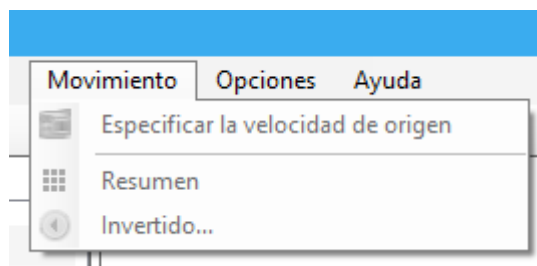 Movimiento Opciones Ayuda
Especificar la velocidad de origen
Resumen
Invertido...